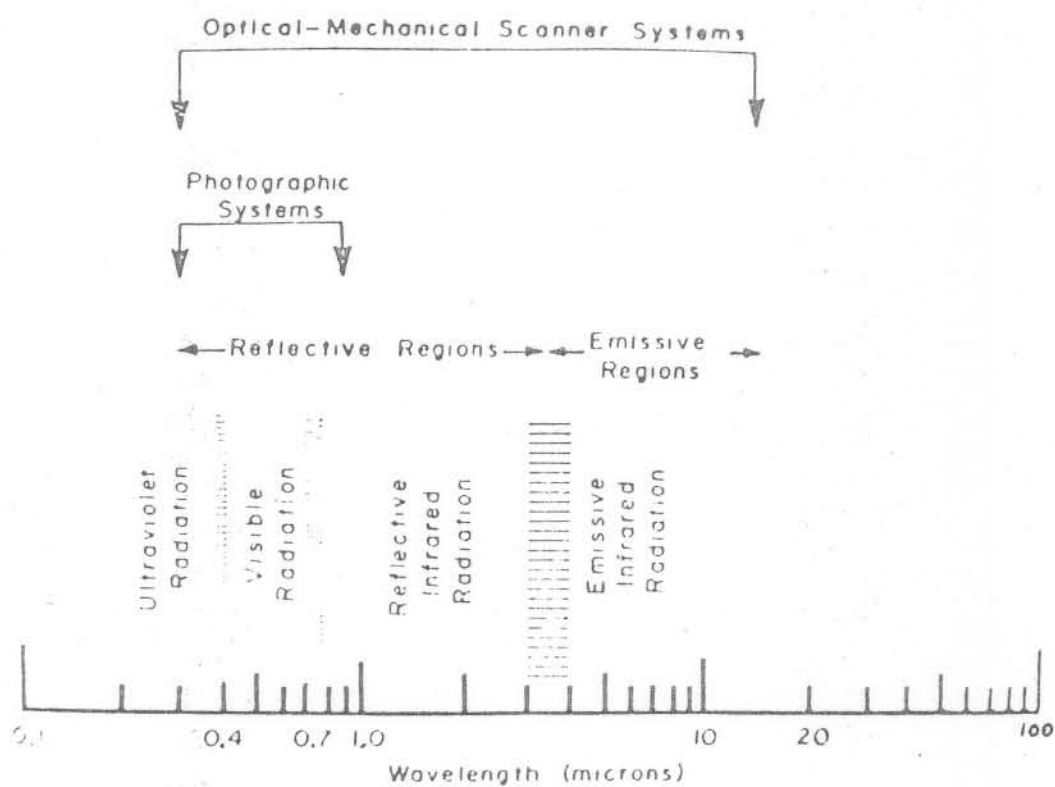 Optical-Mechanical Scanner Systems
Photographic
Systems
Reflective Regions
Emissive
Regions
Ultraviolet
Radiation
Visible
Radiation
Reflective
Infrared
Radiation
Emissive
Infrared
Radiation
0.4 0.7 1.0 10 20 100
Wavelength (microns)